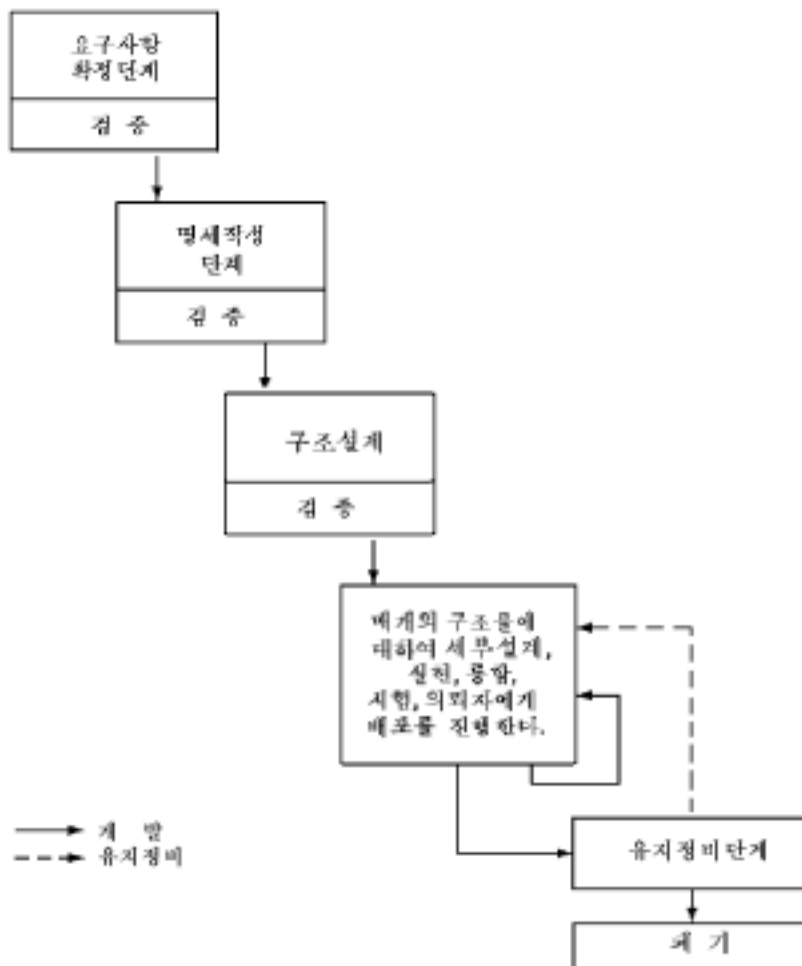 요구사항
확정단계
검 증
명세작성
단계
검 증
구조설계
검 증
매개의 구조물에
대하여 세부설계,
실현, 통합,
시험, 의뢰자에게
배포를 진행한다.
개 발
유지정비
유지정비단계
폐 기